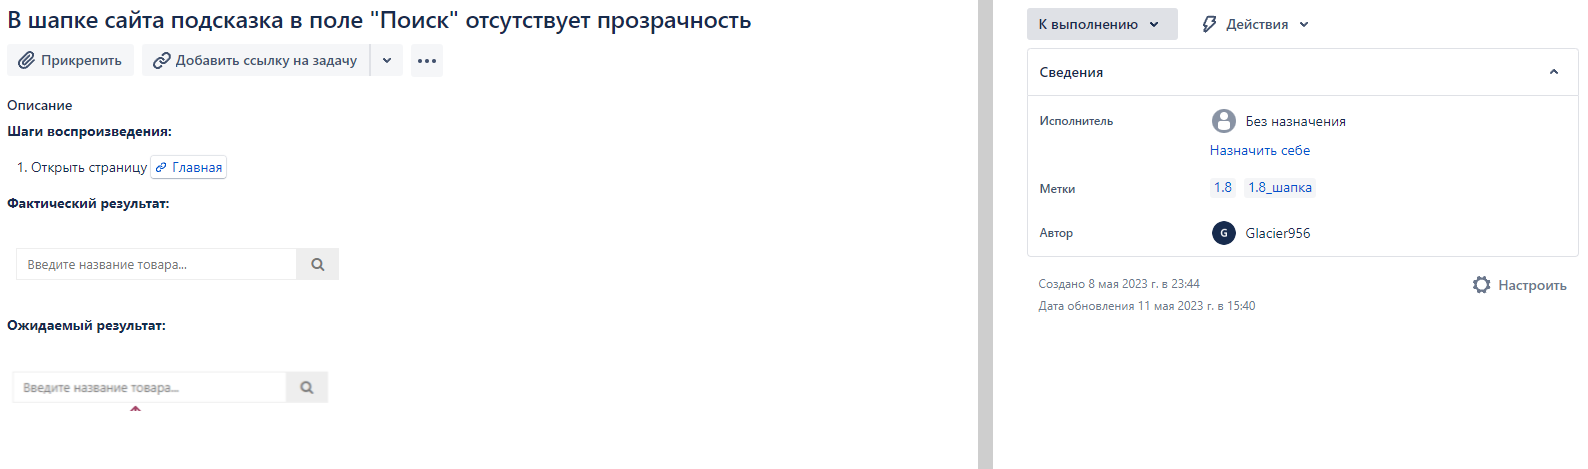 В шапке сайта подсказка в поле "Поиск" отсутствует прозрачность
Прикрепить
Добавить ссылку на задачу
Описание
Шаги воспроизведения:
1. Открыть страницу Главная
Фактический результат:
Введите название товара...
Ожидаемый результат:
Введите название товара...
К выполнению
Действия
Сведения
Исполнитель
Без назначения
Назначить себе
Метки
1.8 1.8_шапка
Автор
G Glacier956
Создано 8 мая 2023 г. в 23:44
Настроить
Дата обновления 11 мая 2023 г. в 15:40